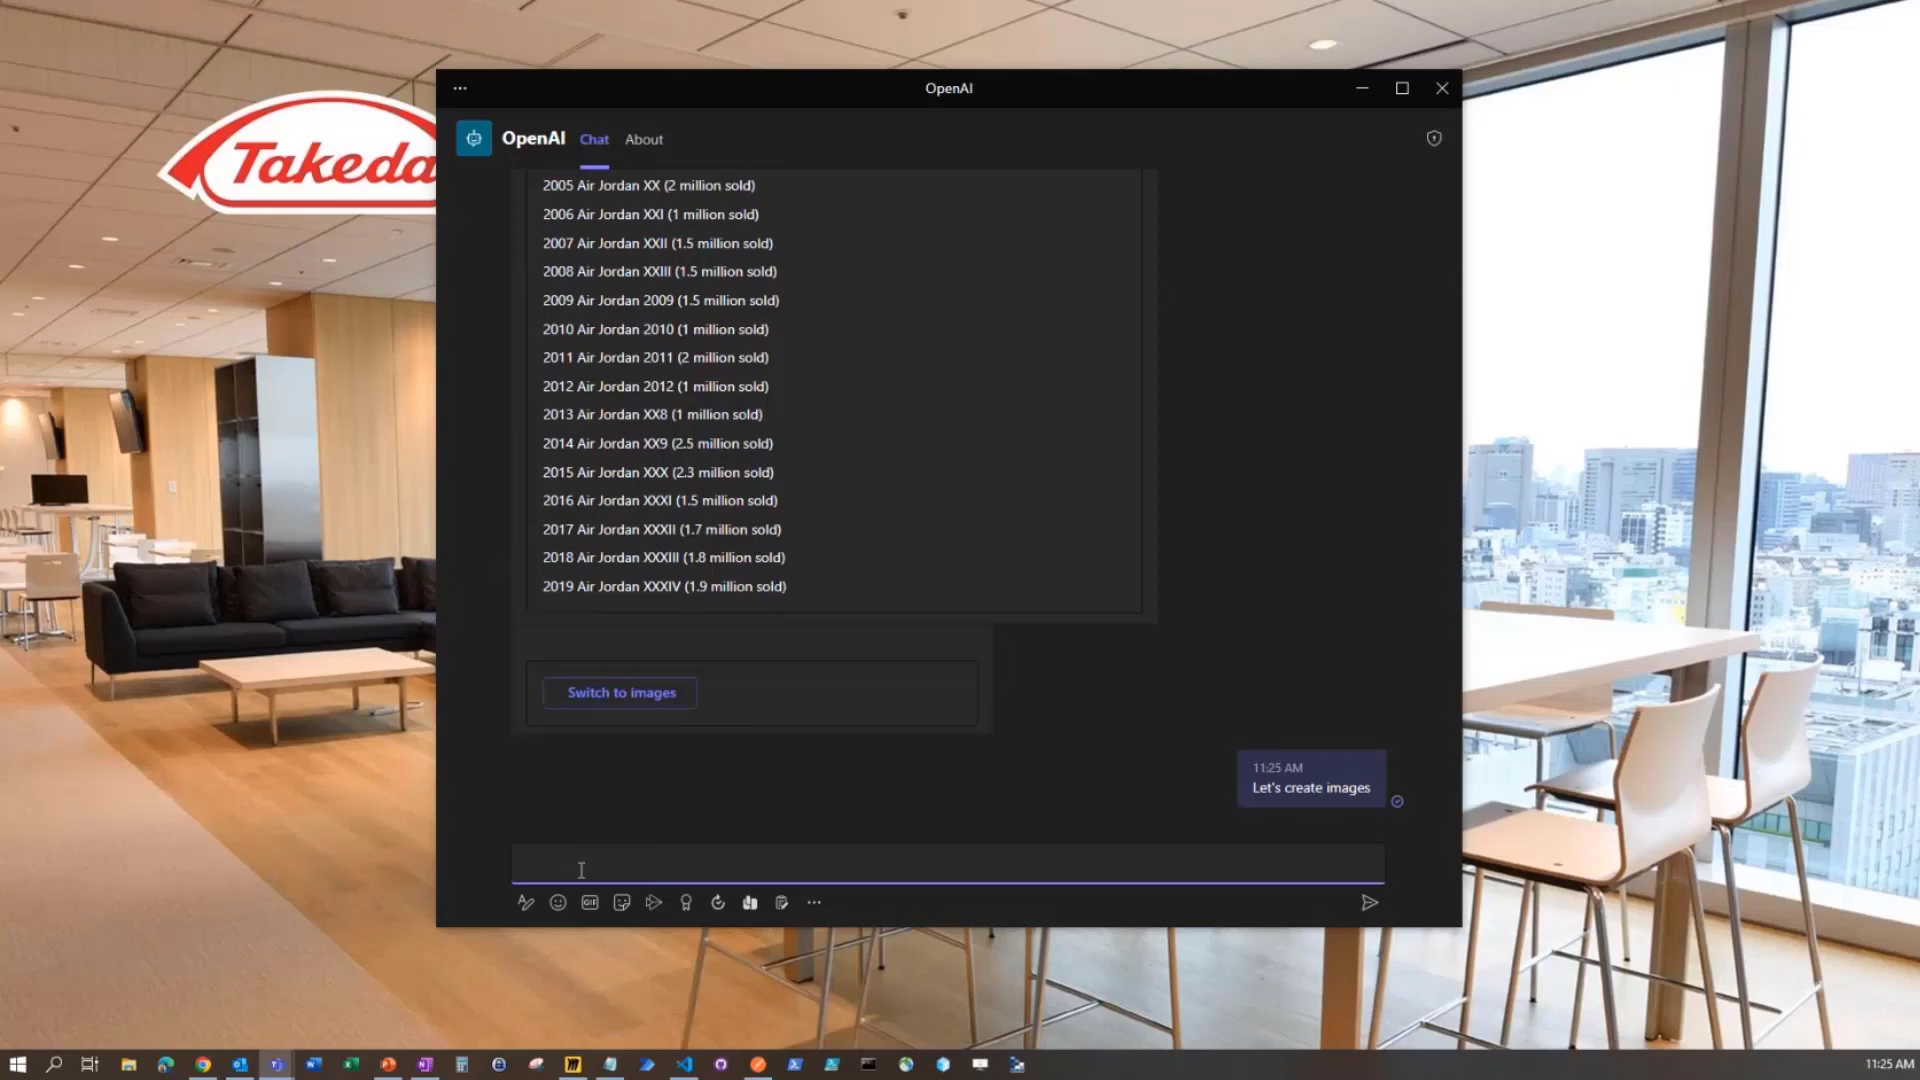 OpenAI
Takeda
OpenAI Chat About
2005 Air Jordan XX (2 million sold)
2006 Air Jordan XXI (1 million sold)
2007 Air Jordan XXII (1.5 million sold)
2008 Air Jordan XXIII (1.5 million sold)
2009 Air Jordan 2009 (1.5 million sold)
2010 Air Jordan 2010 (1 million sold)
2011 Air Jordan 2011 (2 million sold)
2012 Air Jordan 2012 (1 million sold)
2013 Air Jordan XX8 (1 million sold)
2014 Air Jordan XX9 (2.5 million sold)
2015 Air Jordan XXX (2.3 million sold)
2016 Air Jordan XXXI (1.5 million sold)
2017 Air Jordan XXXII (1.7 million sold)
2018 Air Jordan XXXIII (1.8 million sold)
2019 Air Jordan XXXIV (1.9 million sold)
Switch to images
11:25 AM
Let's create images
GIF
11:25 AM